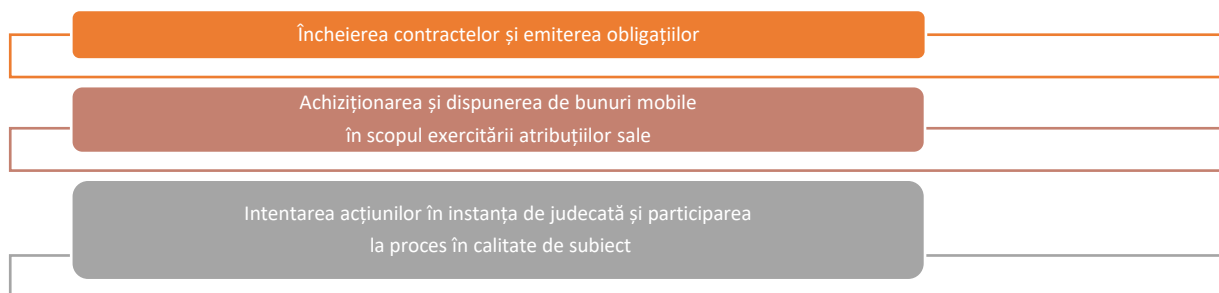 Încheierea contractelor și emiterea obligațiilor
Achiziționarea și dispunerea de bunuri mobile
în scopul exercitării atribuțiilor sale
Intentarea acțiunilor în instanța de judecată și participarea
la proces în calitate de subiect